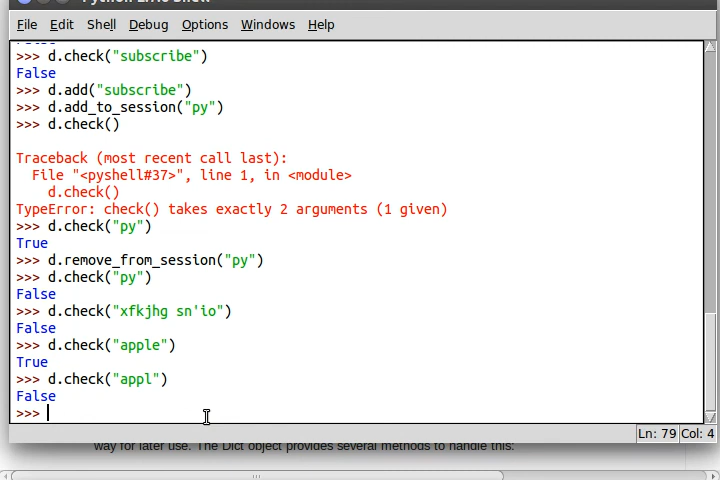 File Edit Shell Debug Options Windows Help
>>> d.check("subscribe")
False
>>> d.add("subscribe")
>>> d.add_to_session("py")
>>> d.check()
Traceback (most recent call last):
File "<pyshell#37>", line 1, in <module>
d.check()
TypeError: check() takes exactly 2 arguments (1 given)
>>> d.check("py")
True
>>> d.remove_from_session("py")
>>> d.check("py")
False
>>> d.check("xfkjhg sn'io")
False
>>> d.check("apple")
True
>>> d.check("appl")
False
>>>
Ln: 79 Col: 4
way for later use. The Dict object provides several methods to handle this: